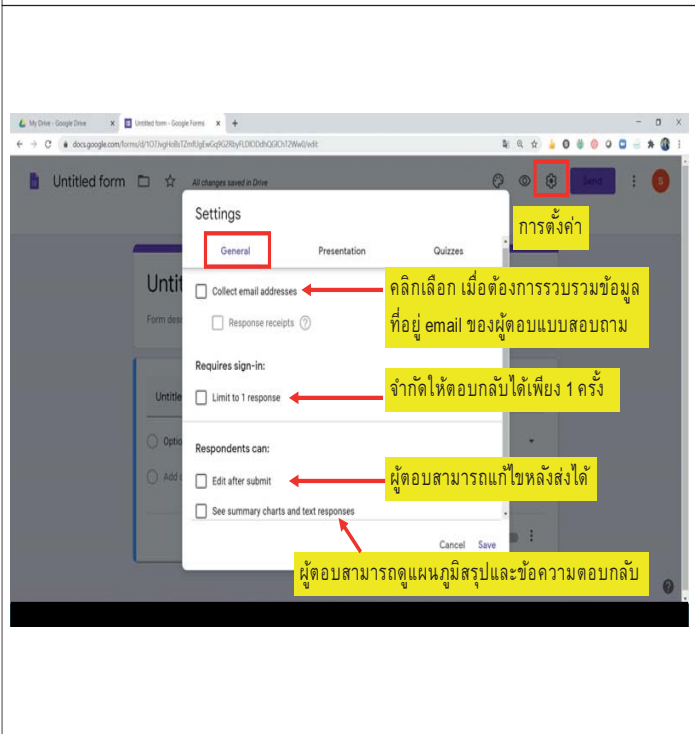 My Drive - Google Drive
Untitled form - Google Forms
Untitled form
All changes saved in Drive
Send
S
Settings
การตั้งค่า
General Presentation Quizzes
Untit
Form desc
Collect email addresses
คลิกเลือก เมื่อต้องการรวบรวมข้อมูล
ที่อยู่ email ของผู้ตอบแบบสอบถาม
Response receipts
Requires sign-in:
Untitle
Limit to 1 response
จำกัดให้ตอบกลับได้เพียง 1 ครั้ง
Optio
Respondents can:
Add o
Edit after submit
ผู้ตอบสามารถแก้ไขหลังส่งได้
See summary charts and text responses
Cancel Save
ผู้ตอบสามารถดูแผนภูมิสรุปและข้อความตอบกลับ